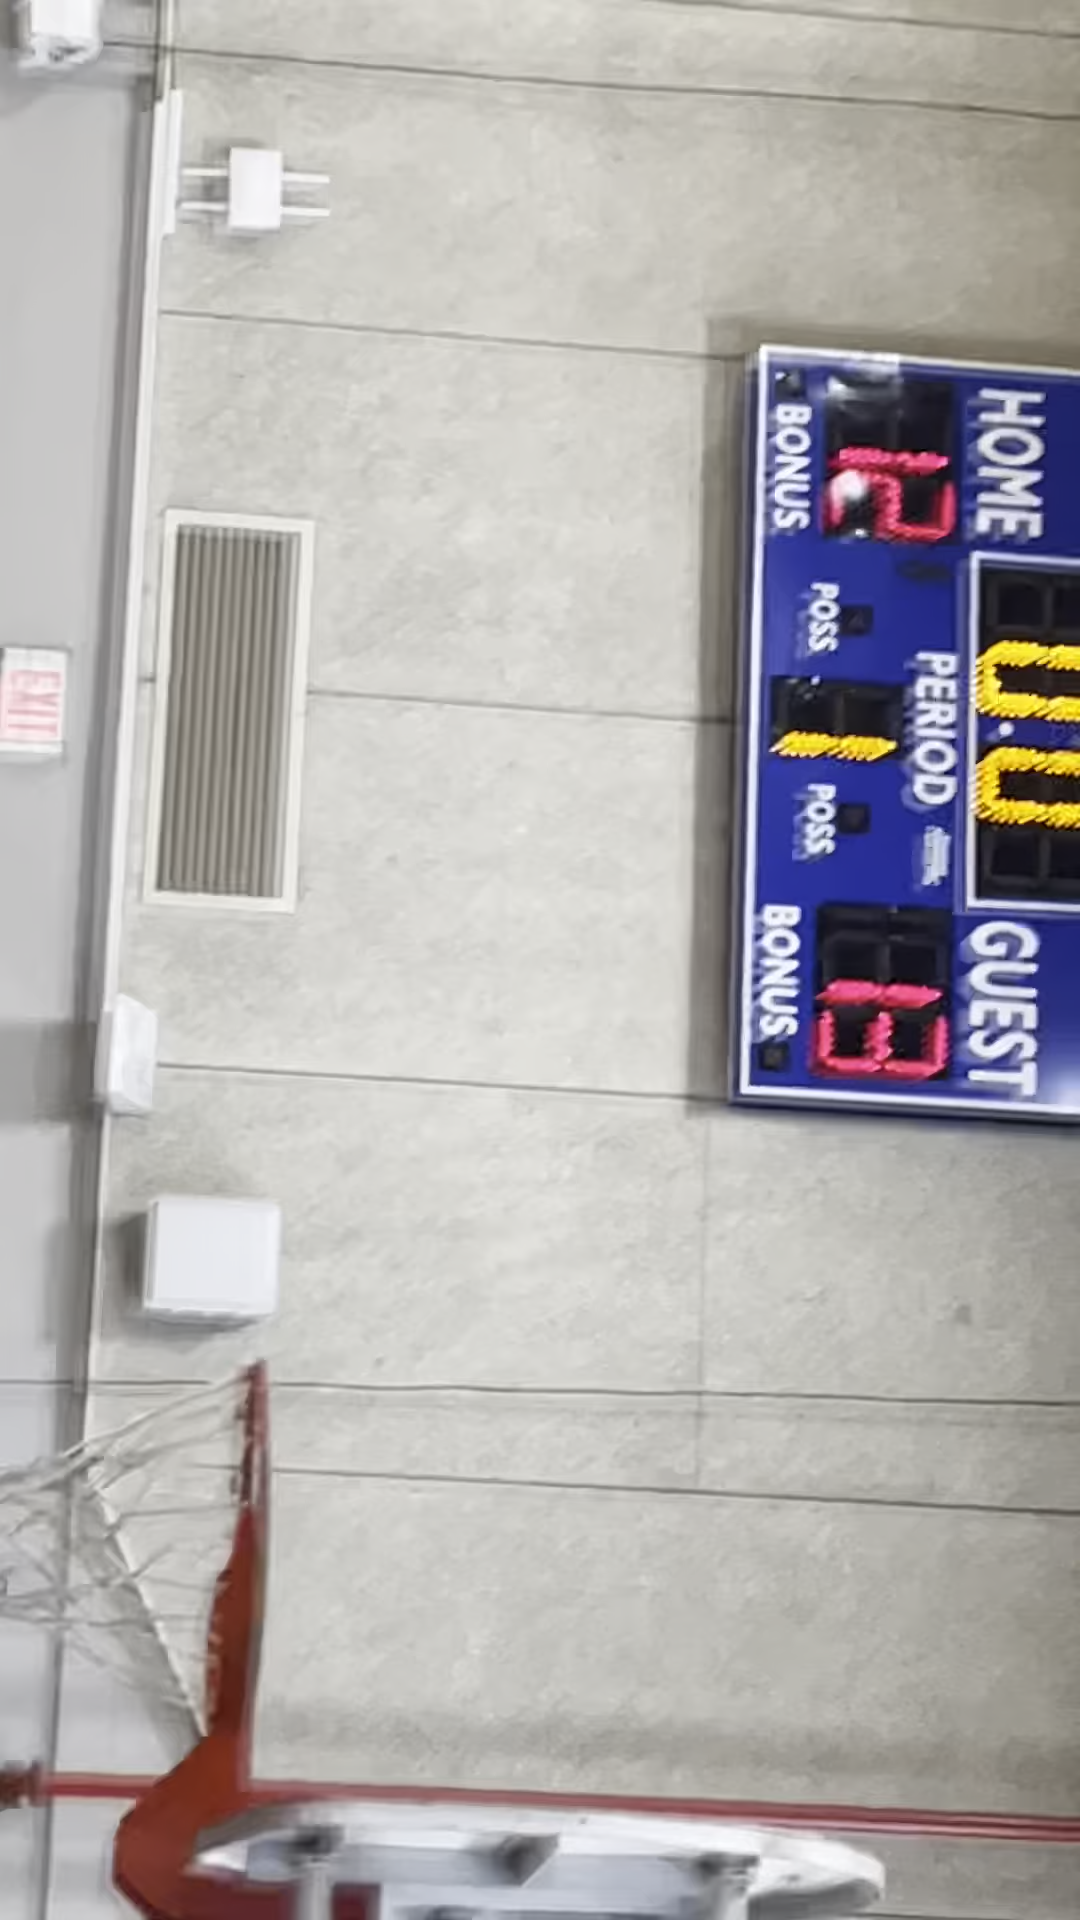 HOME GUEST
0.0
PERIOD
12 1 13
POSS POSS
BONUS BONUS
EXIT